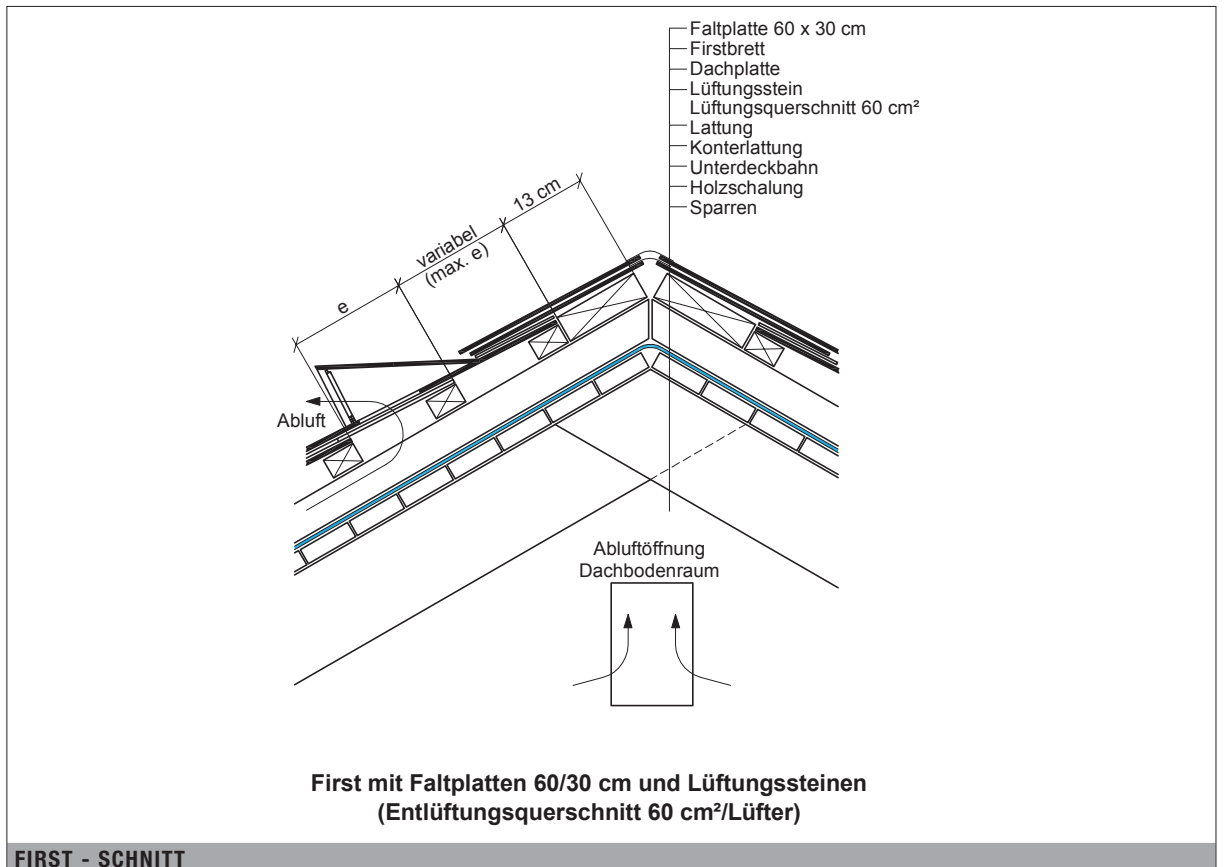 Faltplatte 60 x 30 cm
Firstbrett
Dachplatte
Lüftungsstein
Lüftungsquerschnitt 60 cm²
Lattung
Konterlattung
Unterdeckbahn
Holzschalung
Sparren
13 cm
variabel
(max. e)
e
Abluft
Abluftöffnung
Dachbodenraum
First mit Faltplatten 60/30 cm und Lüftungssteinen
(Entlüftungsquerschnitt 60 cm²/Lüfter)
FIRST - SCHNITT